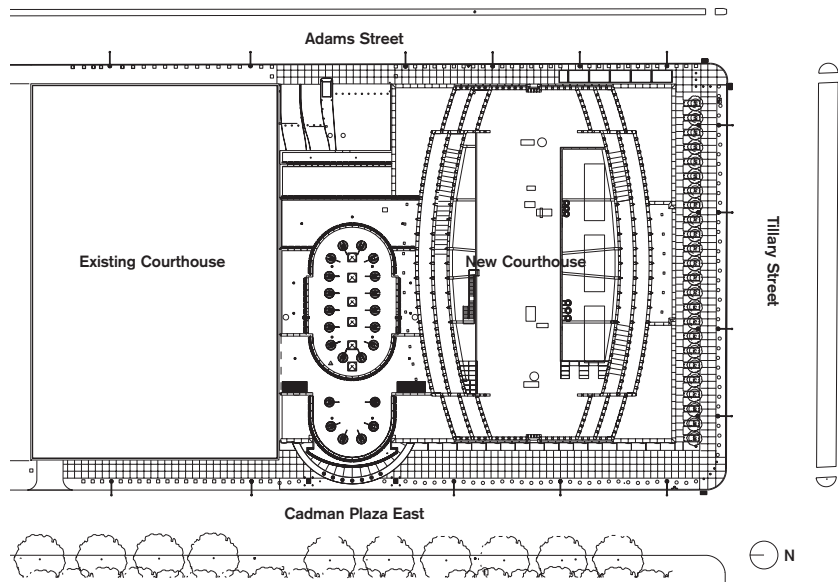 Adams Street
Existing Courthouse
New Courthouse
Tillary Street
Cadman Plaza East
N